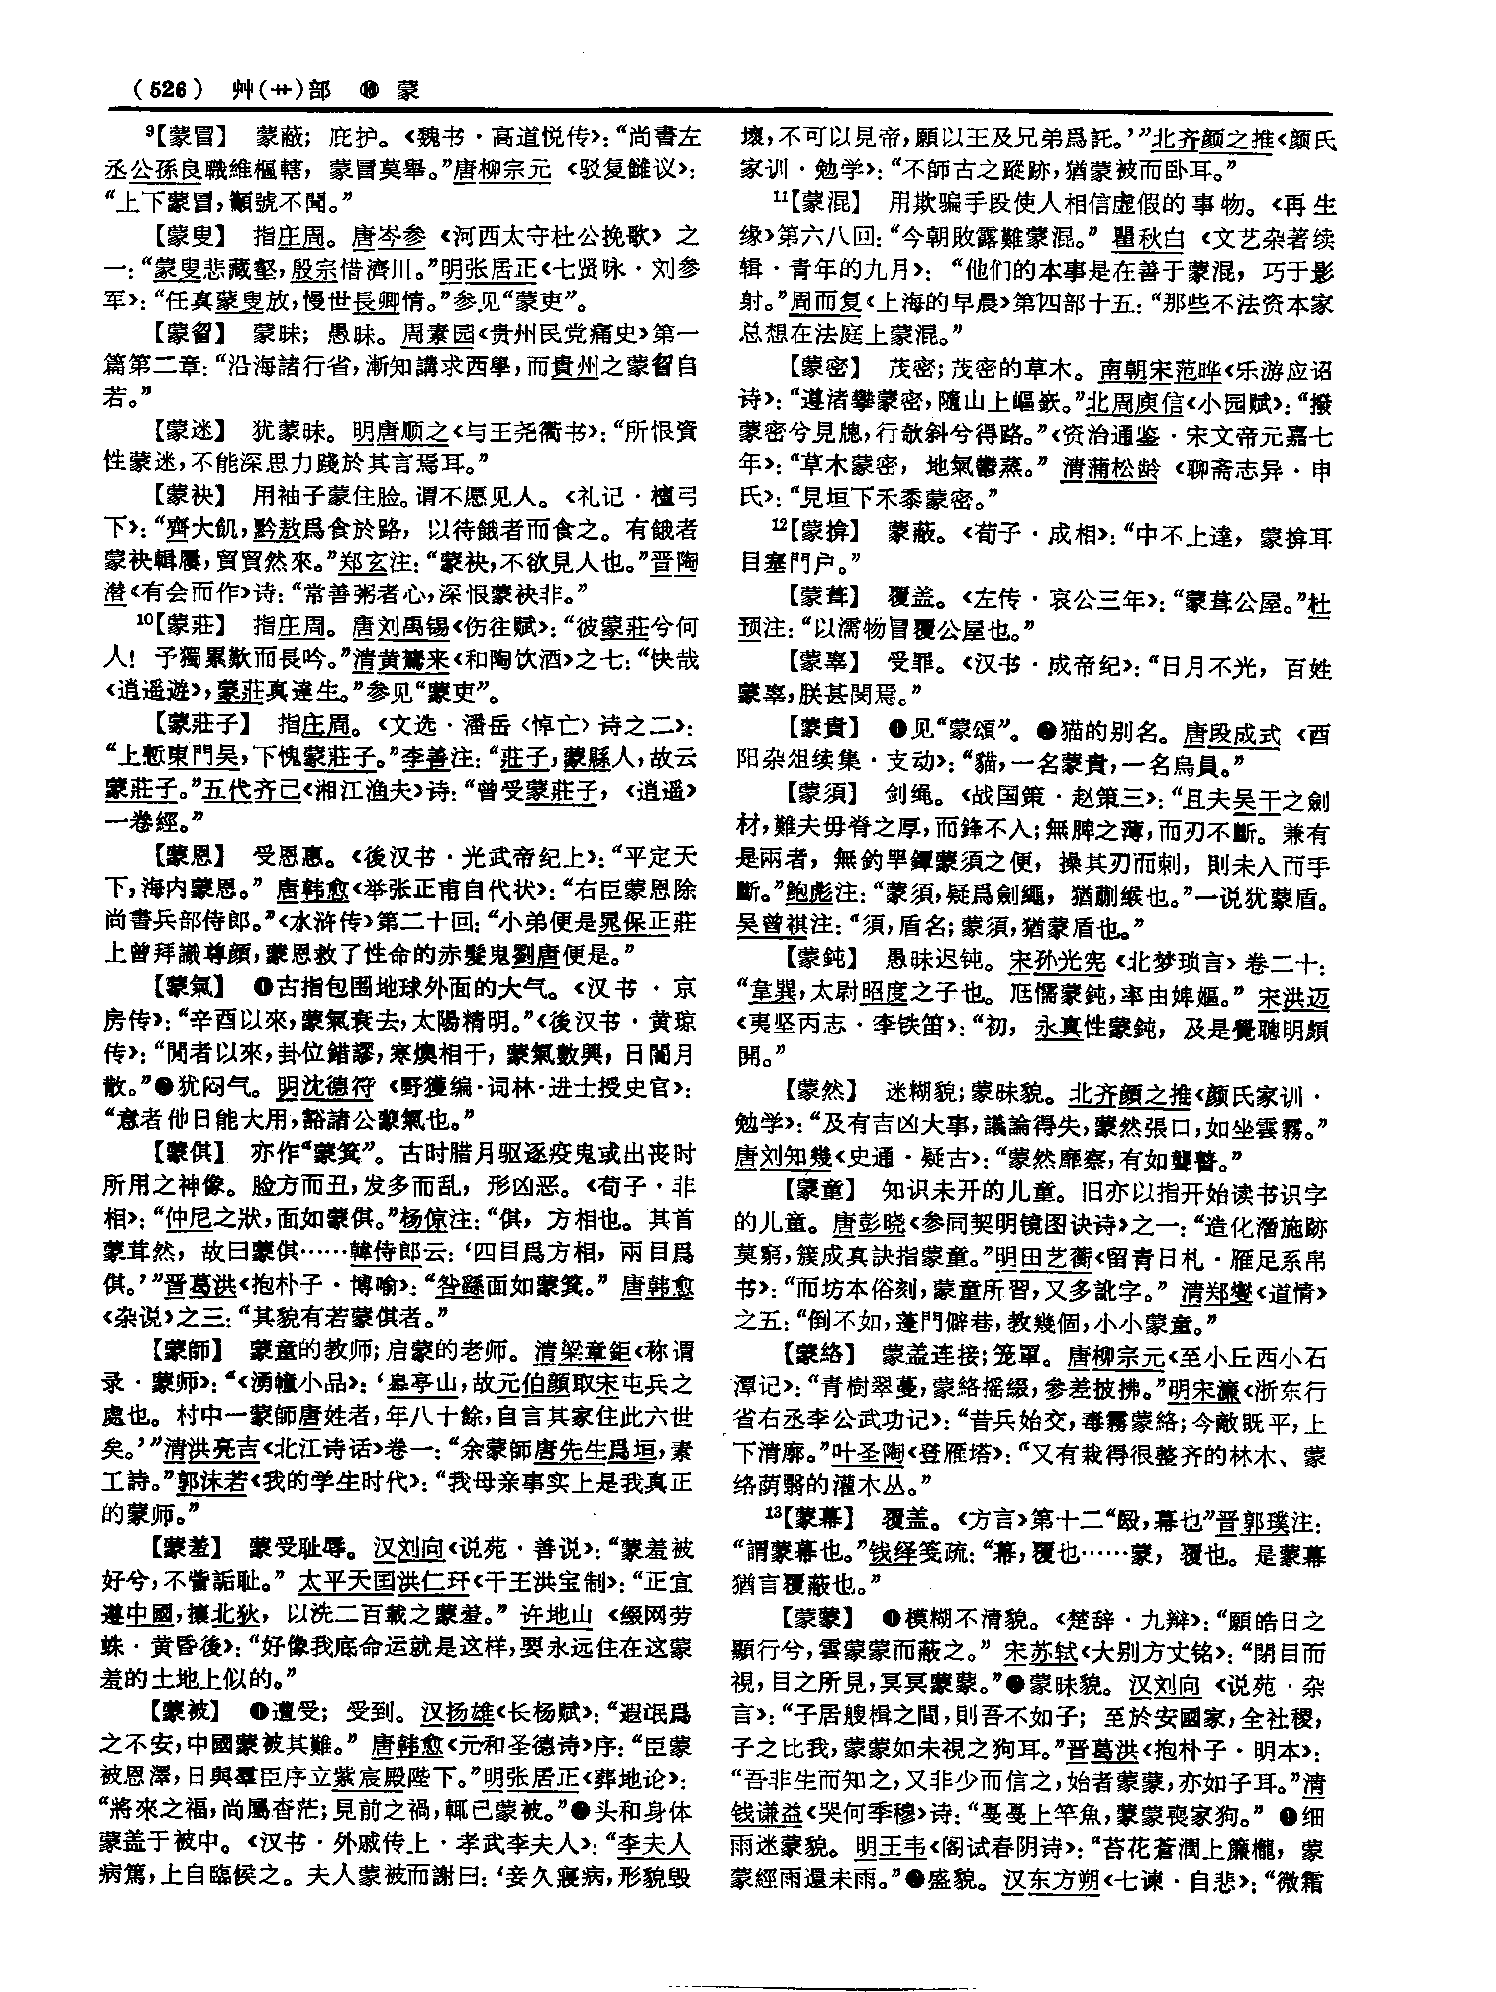 (526) 艸(艹)部 ⑩ 蒙
⁹【蒙冒】 蒙蔽；庇护。《魏书·高道悦传》：“尚書左
丞公孫良職維樞轄，蒙冒莫舉。”唐柳宗元《驳复雠议》：
“上下蒙冒，顲號不聞。”
【蒙叟】 指庄周。唐岑参《河西太守杜公挽歌》之
一：“蒙叟悲藏壑，殷宗惜濟川。”明张居正《七贤咏·刘参
军》：“任真蒙叟放，慢世長卿情。”参见“蒙吏”。
【蒙㑹】 蒙昧；愚昧。周素园《贵州民党痛史》第一
篇第二章：“沿海諸行省，漸知講求西學，而貴州之蒙㑹自
若。”
【蒙迷】 犹蒙昧。明唐顺之《与王尧衢书》：“所恨資
性蒙迷，不能深思力踐於其言焉耳。”
【蒙袂】 用袖子蒙住脸。谓不愿见人。《礼记·檀弓
下》：“齊大飢，黔敖爲食於路，以待餓者而食之。有餓者
蒙袂輯屨，貿貿然來。”郑玄注：“蒙袂，不欲見人也。”晋陶
潜《有会而作》诗：“常善粥者心，深恨蒙袂非。”
¹⁰【蒙莊】 指庄周。唐刘禹锡《伤往赋》：“彼蒙莊兮何
人！予獨累歎而長吟。”清黄鷟来《和陶饮酒》之七：“快哉
《逍遥遊》，蒙莊真達生。”参见“蒙吏”。
【蒙莊子】 指庄周。《文选·潘岳〈悼亡〉诗之二》：
“上慙東門吴，下愧蒙莊子。”李善注：“莊子，蒙縣人，故云
蒙莊子。”五代齐己《湘江渔夫》诗：“曾受蒙莊子，《逍遥》
一卷經。”
【蒙恩】 受恩惠。《後汉书·光武帝纪上》：“平定天
下，海内蒙恩。”唐韩愈《举张正甫自代状》：“右臣蒙恩除
尚書兵部侍郎。”《水浒传》第二十回：“小弟便是晁保正莊
上曾拜識尊顔，蒙恩救了性命的赤髮鬼劉唐便是。”
【蒙氣】 ❶古指包围地球外面的大气。《汉书·京
房传》：“辛酉以來，蒙氣衰去，太陽精明。”《後汉书·黄琼
传》：“閒者以來，卦位錯謬，寒燠相干，蒙氣數興，日闇月
散。”❷犹闷气。明沈德符《野獲编·词林·进士授史官》：
“意者他日能大用，豁諸公蒙氣也。”
【蒙倛】 亦作“蒙箕”。古时腊月驱逐疫鬼或出丧时
所用之神像。脸方而丑，发多而乱，形凶恶。《荀子·非
相》：“仲尼之狀，面如蒙倛。”杨倞注：“倛，方相也。其首
蒙茸然，故曰蒙倛……韓侍郎云：‘四目爲方相，兩目爲
倛。’”晋葛洪《抱朴子·博喻》：“咎繇面如蒙箕。”唐韩愈
《杂说》之三：“其貌有若蒙倛者。”
【蒙師】 蒙童的教师；启蒙的老师。清梁章鉅《称谓
录·蒙师》：“《湧幢小品》：‘皋亭山，故元伯顔取宋屯兵之
處也。村中一蒙師唐姓者，年八十餘，自言其家住此六世
矣。’”清洪亮吉《北江诗话》卷一：“余蒙師唐先生爲垣，素
工詩。”郭沫若《我的学生时代》：“我母亲事实上是我真正
的蒙师。”
【蒙羞】 蒙受耻辱。汉刘向《说苑·善说》：“蒙羞被
好兮，不訾詬耻。”太平天囯洪仁玕《干王洪宝制》：“正宜
遵中國，攘北狄，以洗二百載之蒙羞。”许地山《缀网劳
蛛·黄昏後》：“好像我底命运就是这样，要永远住在这蒙
羞的土地上似的。”
【蒙被】 ❶遭受；受到。汉扬雄《长杨赋》：“遐氓爲
之不安，中國蒙被其難。”唐韩愈《元和圣德诗》序：“臣蒙
被恩澤，日與羣臣序立紫宸殿陛下。”明张居正《葬地论》：
“將來之福，尚屬杳茫；見前之禍，輒已蒙被。”❷头和身体
蒙盖于被中。《汉书·外戚传上·孝武李夫人》：“李夫人
病篤，上自臨侯之。夫人蒙被而謝曰：‘妾久寢病，形貌毁
壞，不可以見帝，願以王及兄弟爲託。’”北齐颜之推《颜氏
家训·勉学》：“不師古之蹤跡，猶蒙被而卧耳。”
¹¹【蒙混】 用欺骗手段使人相信虚假的事物。《再生
缘》第六八回：“今朝敗露難蒙混。”瞿秋白《文艺杂著续
辑·青年的九月》：“他们的本事是在善于蒙混，巧于影
射。”周而复《上海的早晨》第四部十五：“那些不法资本家
总想在法庭上蒙混。”
【蒙密】 茂密；茂密的草木。南朝宋范晔《乐游应诏
诗》：“遵渚攀蒙密，隨山上嶇嶔。”北周庾信《小园赋》：“撥
蒙密兮見牕，行欹斜兮得路。”《资治通鉴·宋文帝元嘉七
年》：“草木蒙密，地氣鬱蒸。”清蒲松龄《聊斋志异·申
氏》：“見垣下禾黍蒙密。”
¹²【蒙揜】 蒙蔽。《荀子·成相》：“中不上達，蒙揜耳
目塞門户。”
【蒙葺】 覆盖。《左传·哀公三年》：“蒙葺公屋。”杜
预注：“以濡物冒覆公屋也。”
【蒙辜】 受罪。《汉书·成帝纪》：“日月不光，百姓
蒙辜，朕甚閔焉。”
【蒙貴】 ❶见“蒙頌”。❷猫的别名。唐段成式《酉
阳杂俎续集·支动》：“貓，一名蒙貴，一名烏員。”
【蒙須】 剑绳。《战国策·赵策三》：“且夫吴干之劍
材，難夫毋脊之厚，而鋒不入；無脾之薄，而刃不斷。兼有
是兩者，無釣䍐鐔蒙須之便，操其刃而刺，則未入而手
斷。”鲍彪注：“蒙須，疑爲劍繩，猶蒯緱也。”一说犹蒙盾。
吴曾祺注：“須，盾名；蒙須，猶蒙盾也。”
【蒙鈍】 愚昧迟钝。宋孙光宪《北梦琐言》卷二十：
“韋巽，太尉昭度之子也。尫懦蒙鈍，率由婢嫗。”宋洪迈
《夷坚丙志·李铁笛》：“初，永真性蒙鈍，及是覺聰明頗
開。”
【蒙然】 迷糊貌；蒙昧貌。北齐顔之推《颜氏家训·
勉学》：“及有吉凶大事，議論得失，蒙然張口，如坐雲霧。”
唐刘知幾《史通·疑古》：“蒙然靡察，有如聾瞽。”
【蒙童】 知识未开的儿童。旧亦以指开始读书识字
的儿童。唐彭晓《参同契明镜图诀诗》之一：“造化潛施跡
莫窮，簇成真訣指蒙童。”明田艺蘅《留青日札·雁足系帛
书》：“而坊本俗刻，蒙童所習，又多訛字。”清郑燮《道情》
之五：“倒不如，蓬門僻巷，教幾個，小小蒙童。”
【蒙絡】 蒙盖连接；笼罩。唐柳宗元《至小丘西小石
潭记》：“青樹翠蔓，蒙絡摇綴，參差披拂。”明宋濂《浙东行
省右丞李公武功记》：“昔兵始交，毒霧蒙絡；今敵既平，上
下清廓。”叶圣陶《登雁塔》：“又有栽得很整齐的林木、蒙
络荫翳的灌木丛。”
¹³【蒙幕】 覆盖。《方言》第十二“殹，幕也”晋郭璞注：
“謂蒙幕也。”钱绎笺疏：“幕，覆也……蒙，覆也。是蒙幕
猶言覆蔽也。”
【蒙蒙】 ❶模糊不清貌。《楚辞·九辩》：“願皓日之
顯行兮，雲蒙蒙而蔽之。”宋苏轼《大别方丈铭》：“閉目而
視，目之所見，冥冥蒙蒙。”❷蒙昧貌。汉刘向《说苑·杂
言》：“子居艘楫之間，則吾不如子；至於安國家，全社稷，
子之比我，蒙蒙如未視之狗耳。”晋葛洪《抱朴子·明本》：
“吾非生而知之，又非少而信之，始者蒙蒙，亦如子耳。”清
钱谦益《哭何季穆》诗：“戞戞上竿魚，蒙蒙喪家狗。”❸细
雨迷蒙貌。明王韦《阁试春阴诗》：“苔花蒼潤上簾櫳，蒙
蒙經雨還未雨。”❹盛貌。汉东方朔《七谏·自悲》：“微霜